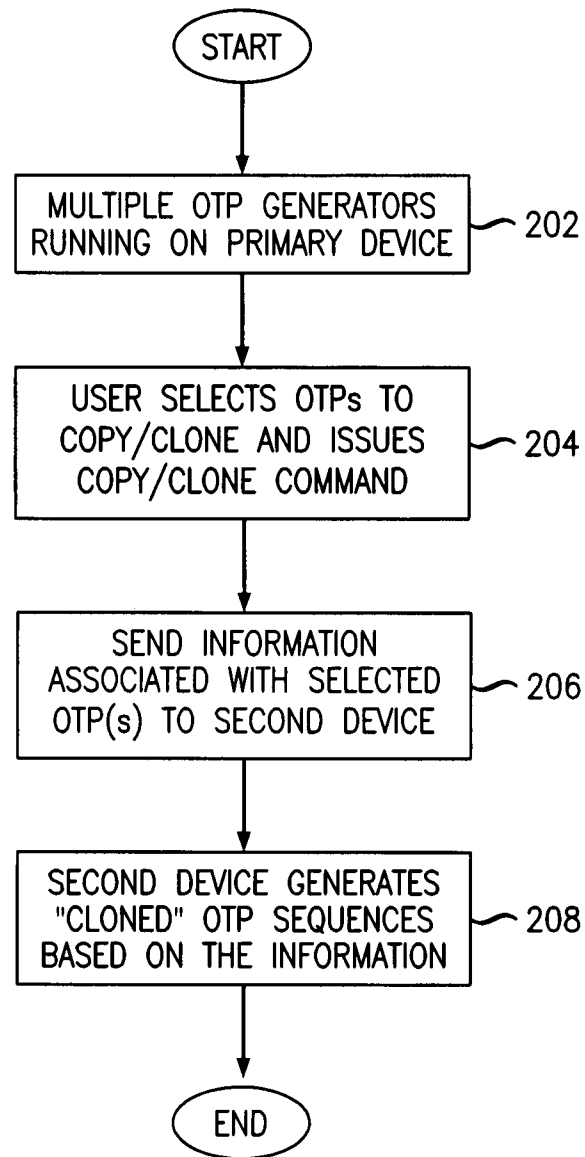 START
MULTIPLE OTP GENERATORS
RUNNING ON PRIMARY DEVICE
202
USER SELECTS OTPs TO
COPY/CLONE AND ISSUES
COPY/CLONE COMMAND
204
SEND INFORMATION
ASSOCIATED WITH SELECTED
OTP(s) TO SECOND DEVICE
206
SECOND DEVICE GENERATES
"CLONED" OTP SEQUENCES
BASED ON THE INFORMATION
208
END